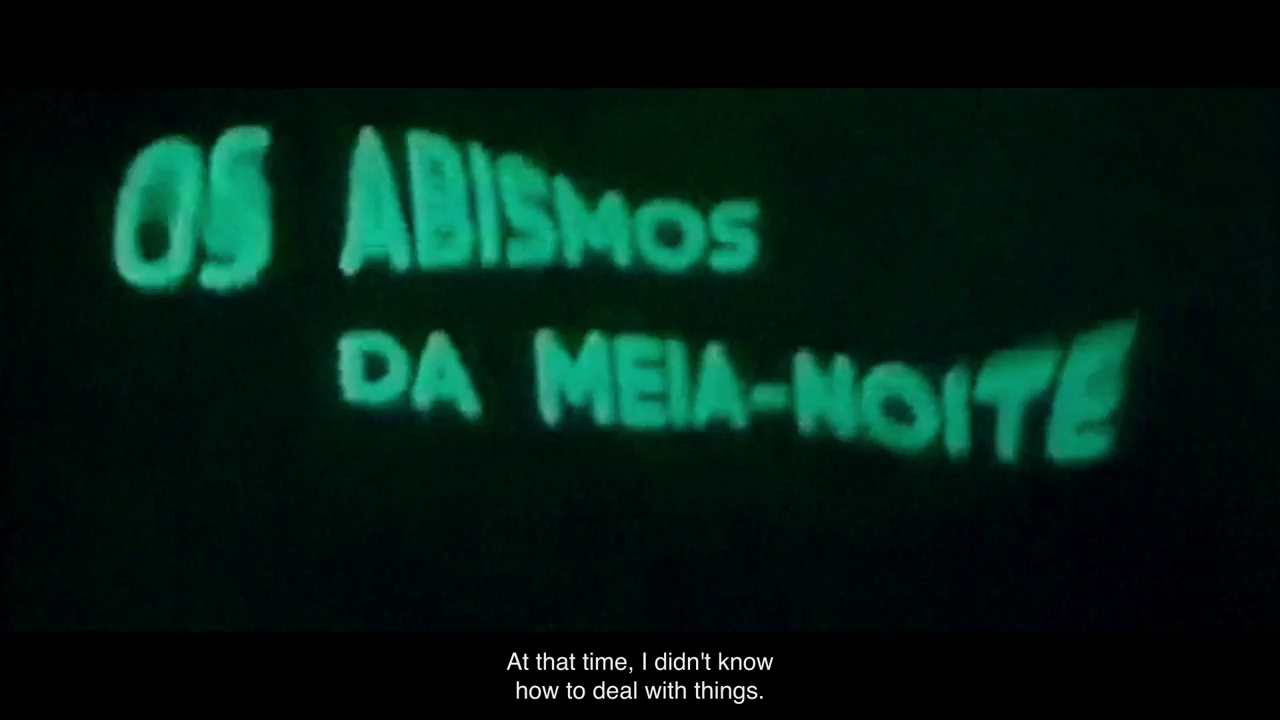 OS ABISMOS
DA MEIA-NOITE
At that time, I didn't know
how to deal with things.